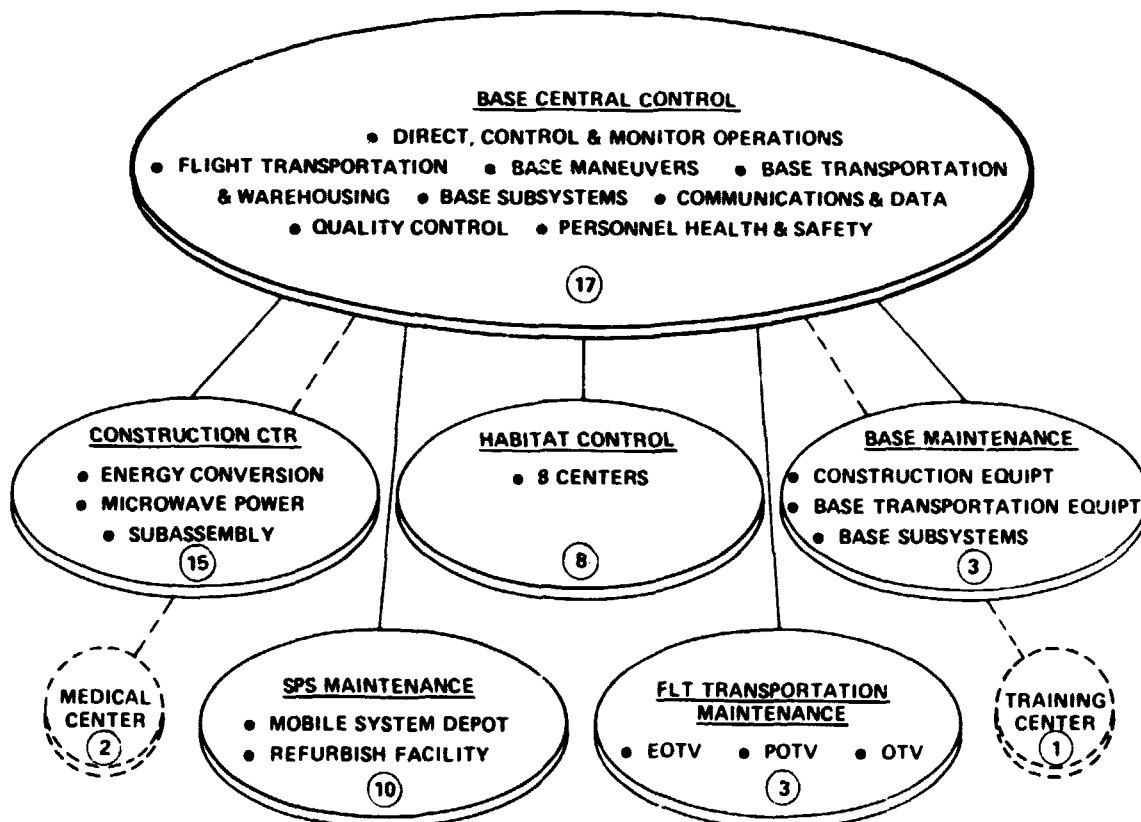 BASE CENTRAL CONTROL
• DIRECT, CONTROL & MONITOR OPERATIONS
• FLIGHT TRANSPORTATION • BASE MANEUVERS • BASE TRANSPORTATION
& WAREHOUSING • BASE SUBSYSTEMS • COMMUNICATIONS & DATA
• QUALITY CONTROL • PERSONNEL HEALTH & SAFETY
17
CONSTRUCTION CTR
• ENERGY CONVERSION
• MICROWAVE POWER
• SUBASSEMBLY
15
HABITAT CONTROL
• 8 CENTERS
8
BASE MAINTENANCE
• CONSTRUCTION EQUIPT
• BASE TRANSPORTATION EQUIPT
• BASE SUBSYSTEMS
3
MEDICAL
CENTER
2
SPS MAINTENANCE
• MOBILE SYSTEM DEPOT
• REFURBISH FACILITY
10
FLT TRANSPORTATION
MAINTENANCE
• EOTV • POTV • OTV
3
TRAINING
CENTER
1